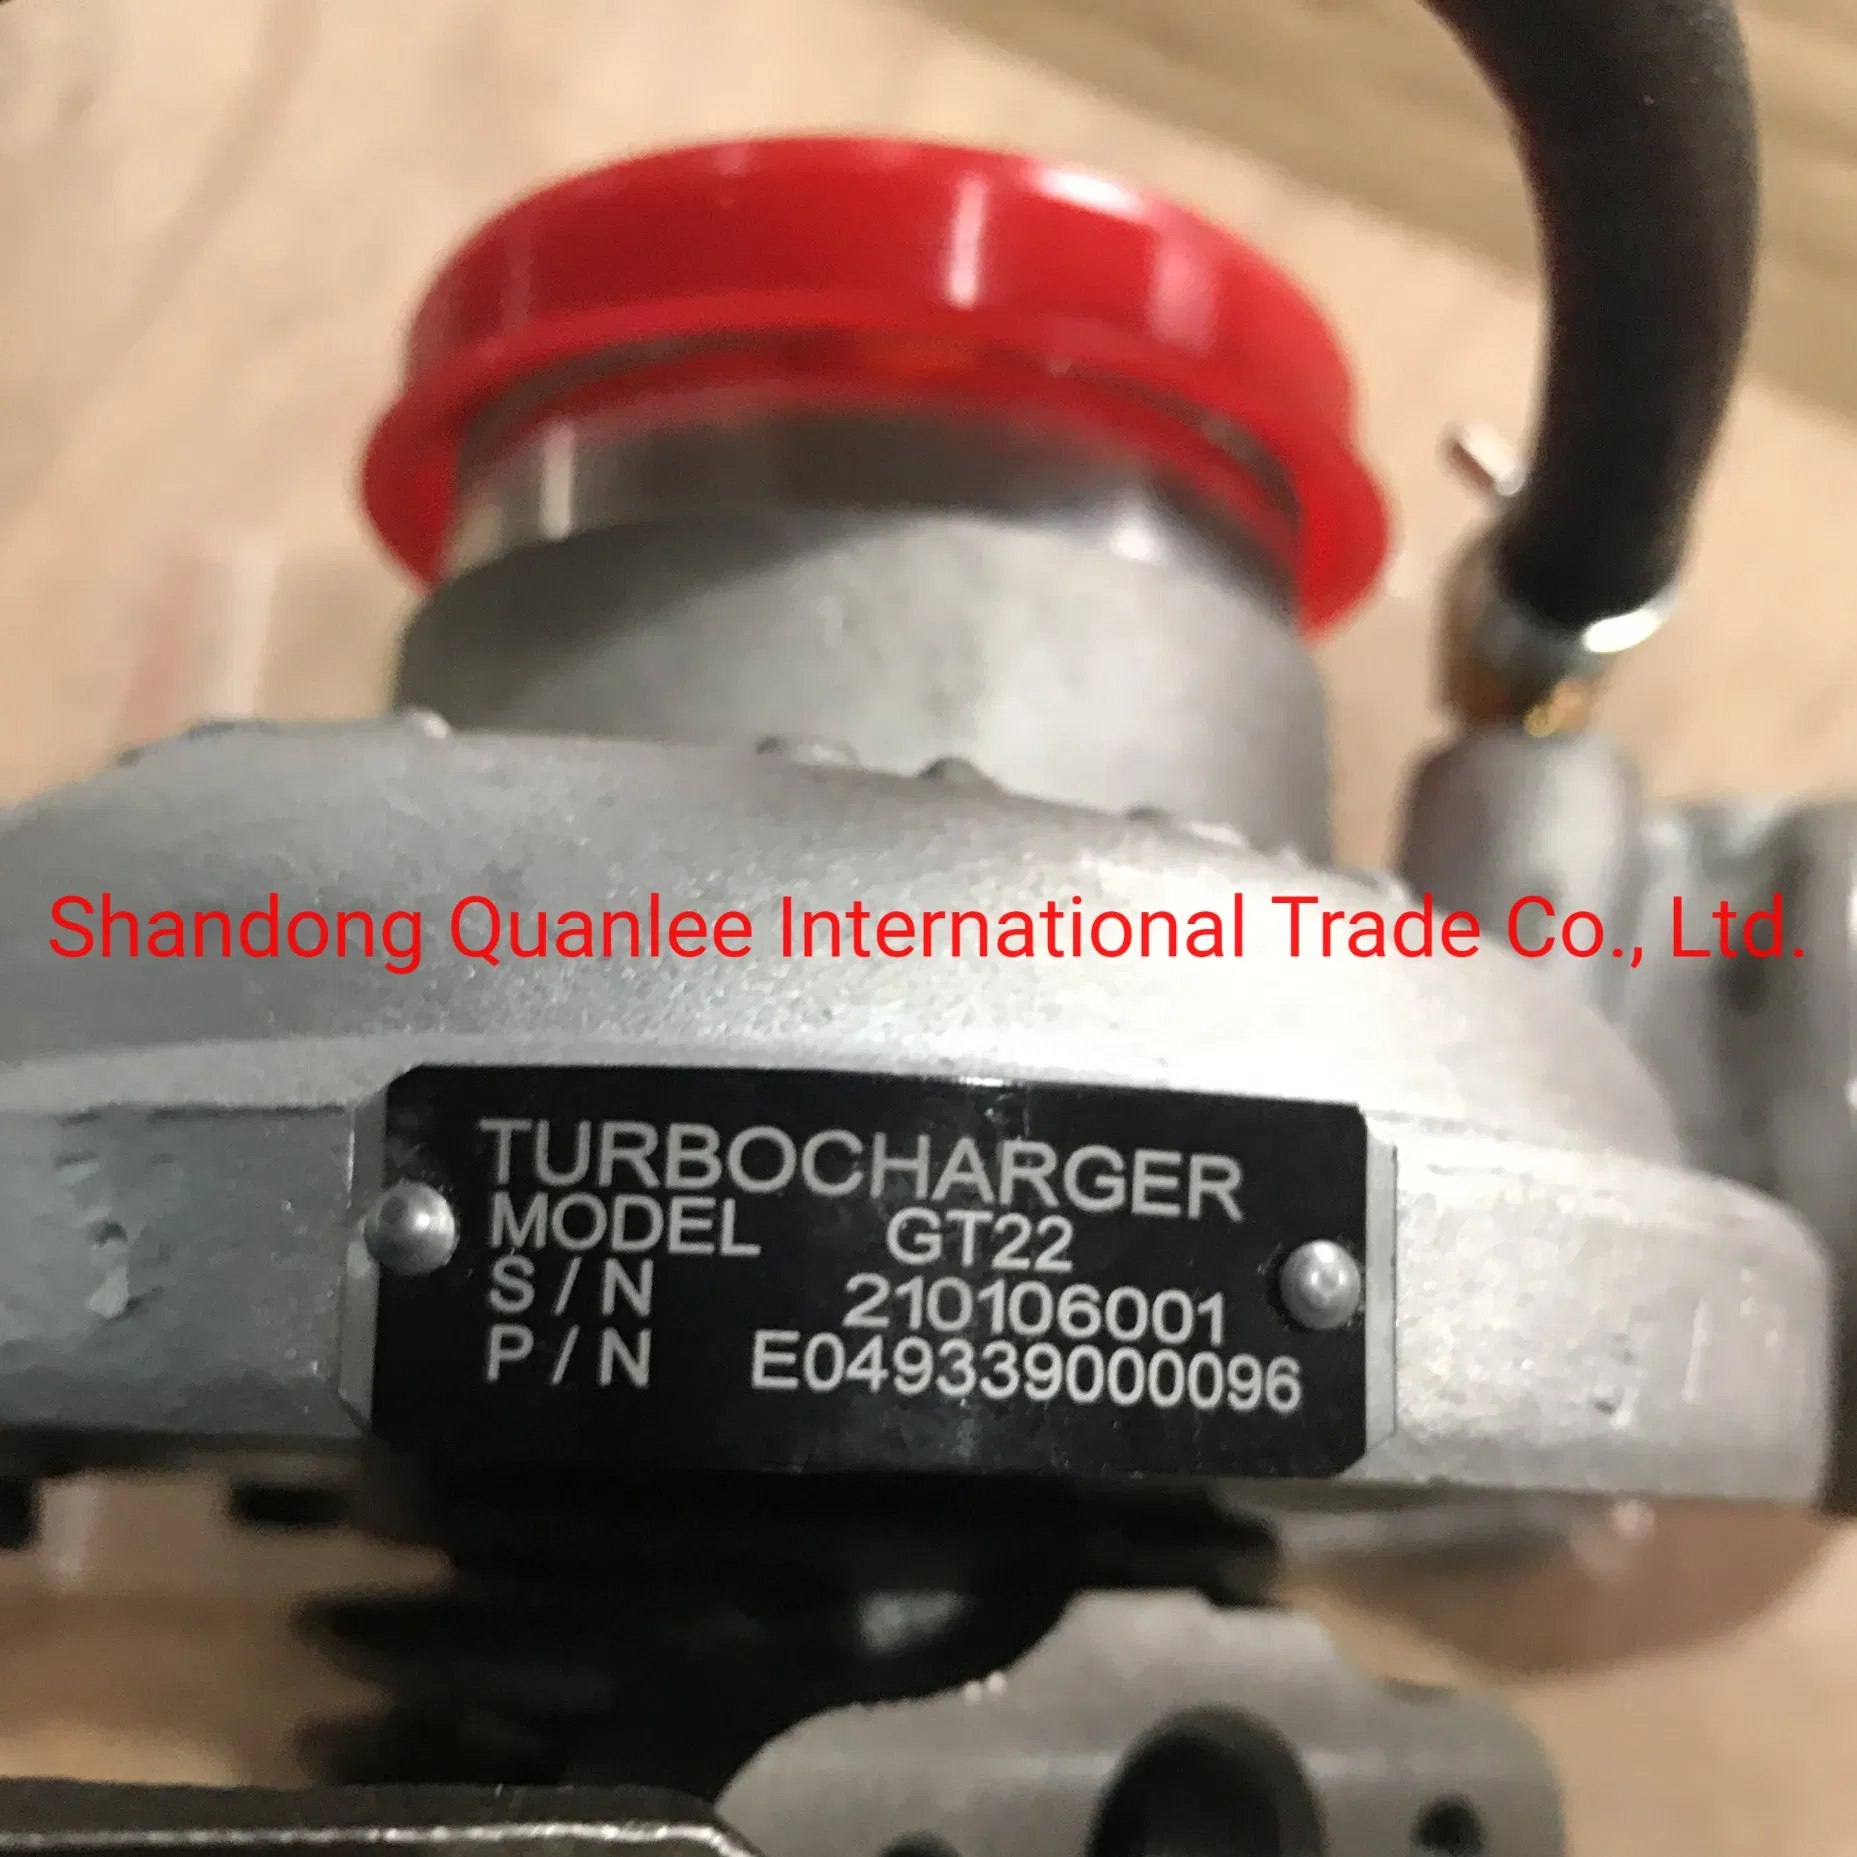 Shandong Quanlee International Trade Co., Ltd.
TURBOCHARGER
MODEL GT22
S/N 210106001
P/N E049339000096